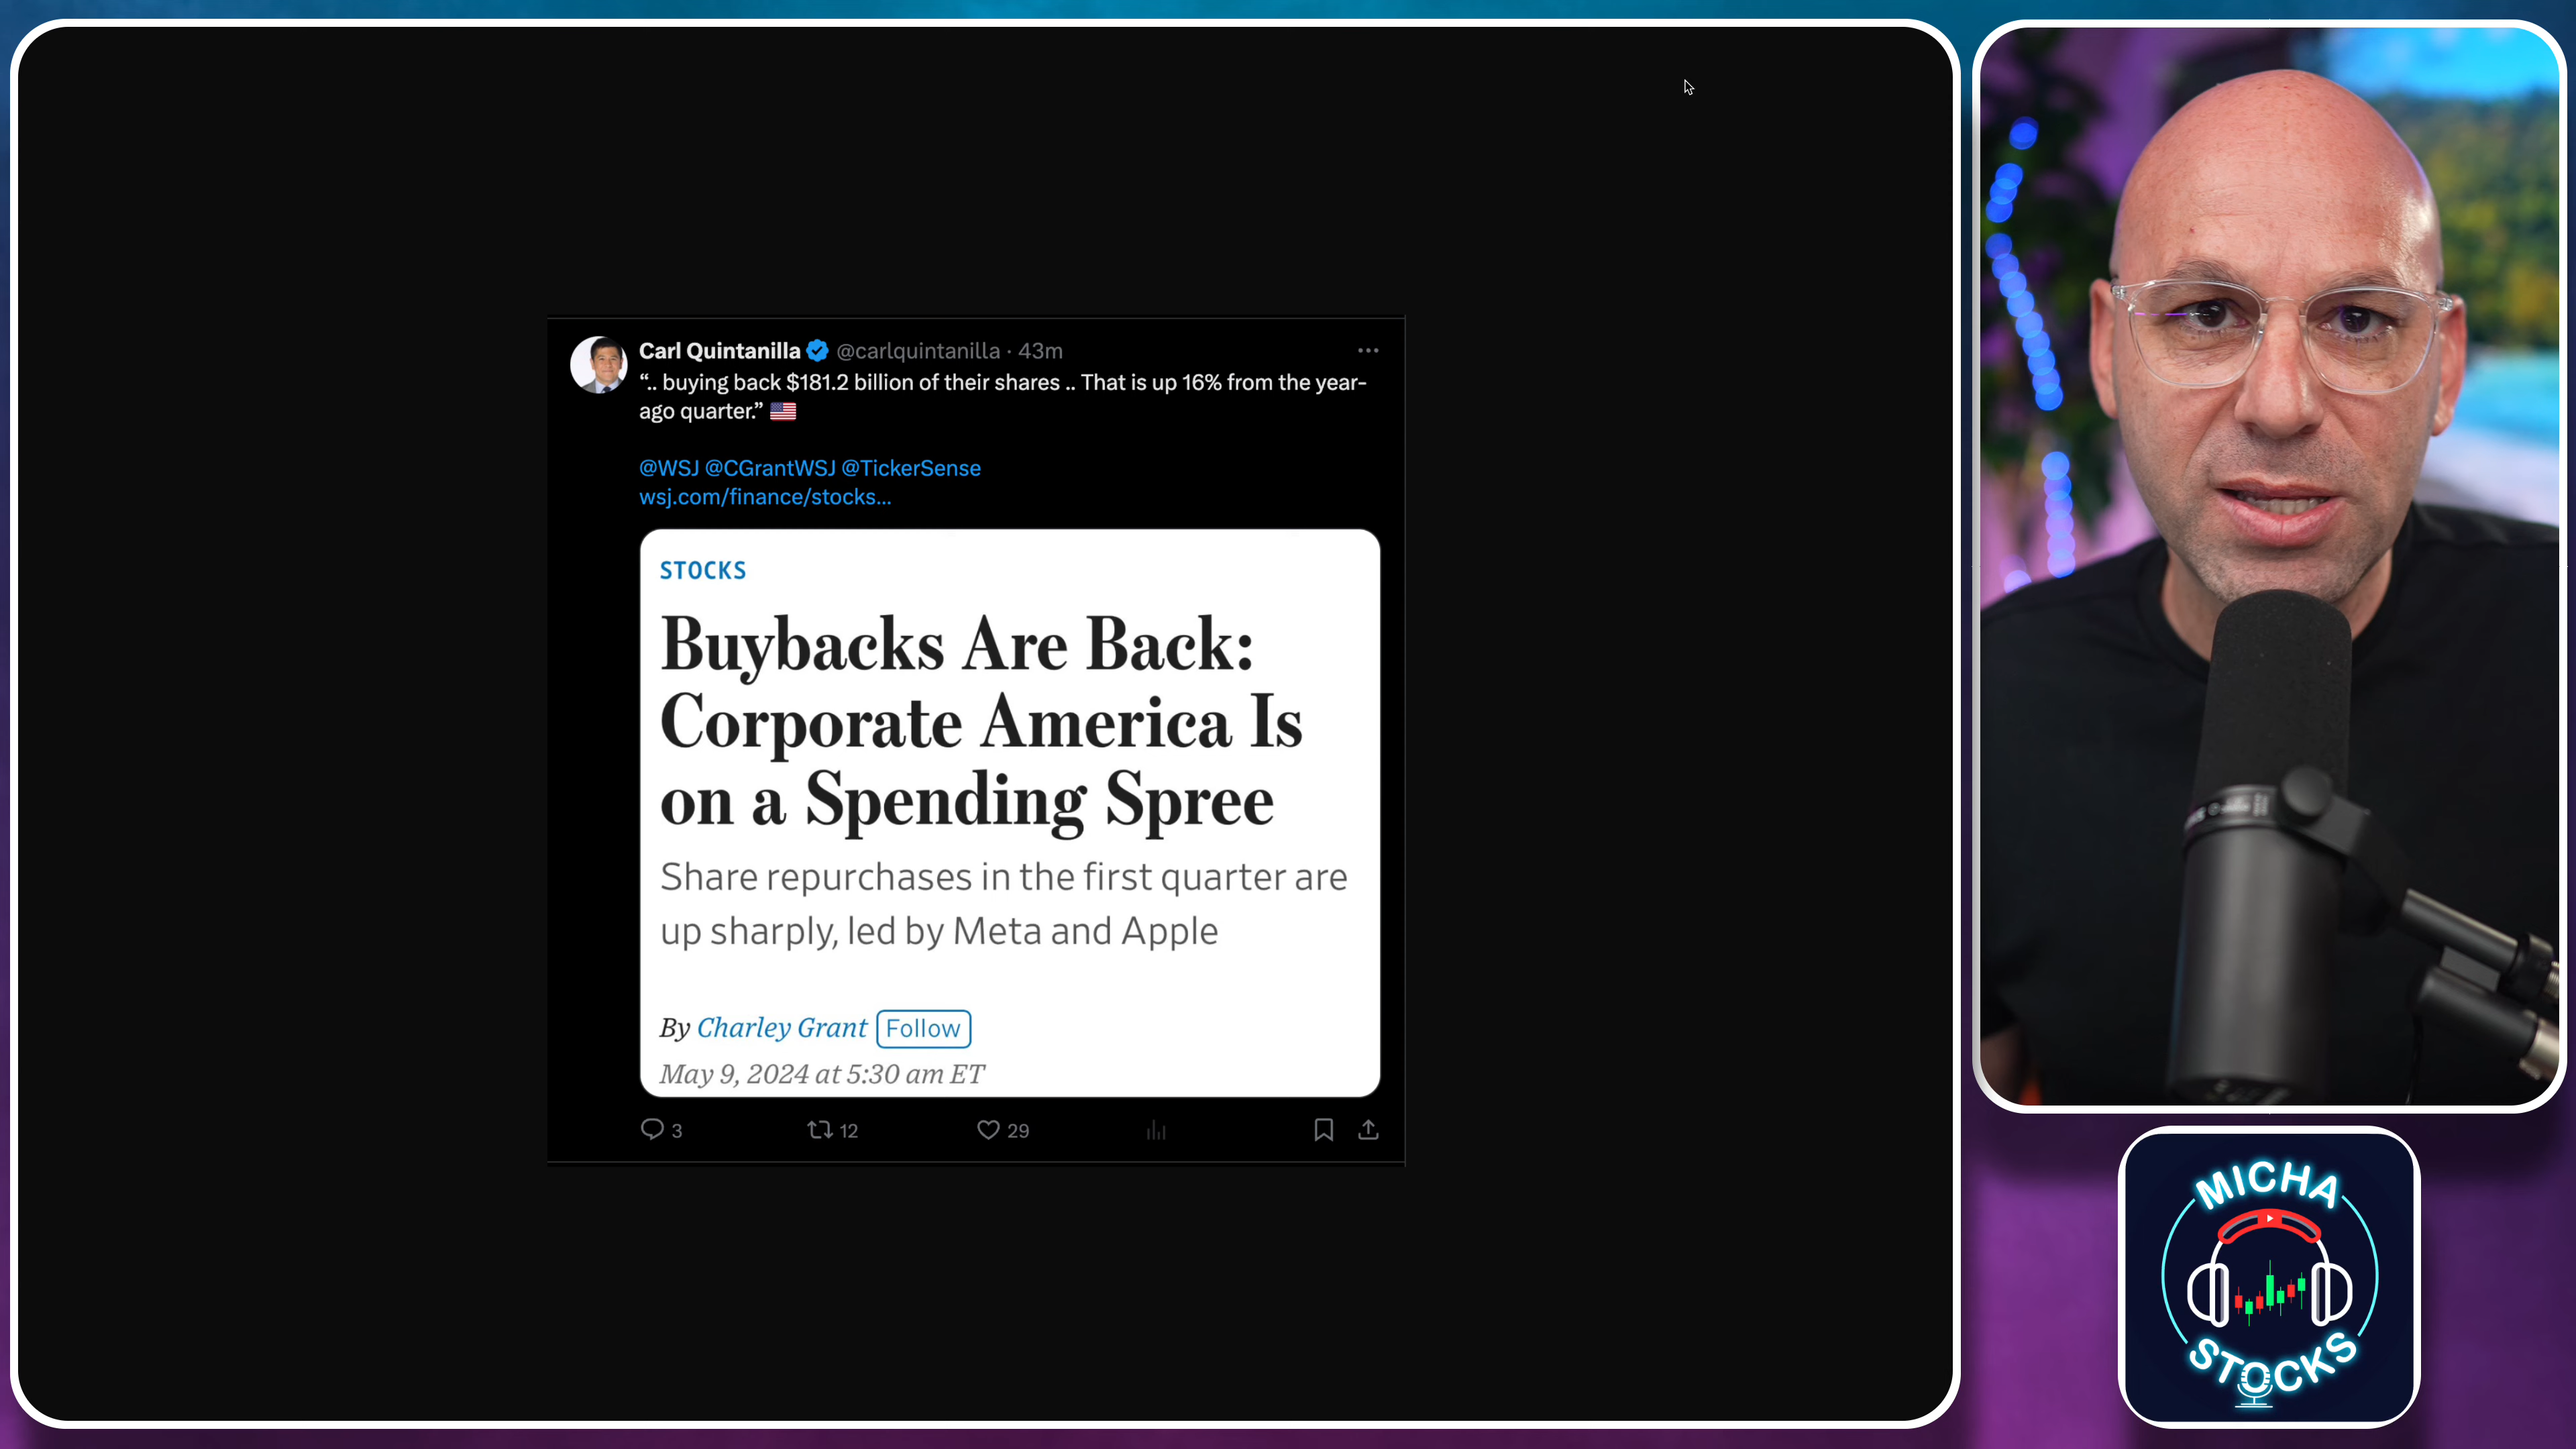 Carl Quintanilla @carlquintanilla · 43m
“.. buying back $181.2 billion of their shares .. That is up 16% from the year-
ago quarter.”
@WSJ @CGrantWSJ @TickerSense
wsj.com/finance/stocks...
STOCKS
Buybacks Are Back:
Corporate America Is
on a Spending Spree
Share repurchases in the first quarter are
up sharply, led by Meta and Apple
By Charley Grant Follow
May 9, 2024 at 5:30 am ET
3 12 29
MICHA
STOCKS